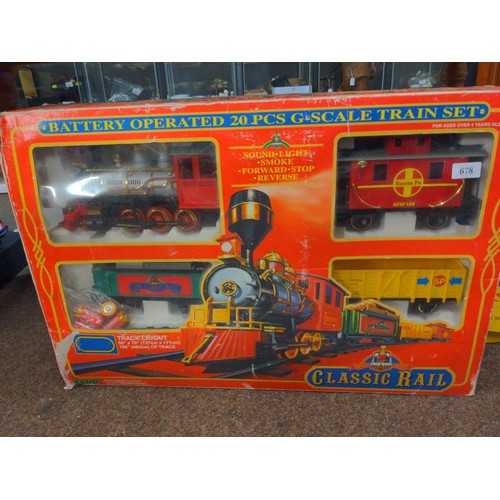 BATTERY OPERATED 20 PCS G-SCALE TRAIN SET
FOR AGES OVER 4 YEARS OLD
SOUND • LIGHT
• SMOKE
• FORWARD • STOP
• REVERSE
Santa Fe
678
SP
TRACK LAYOUT
CLASSIC RAIL